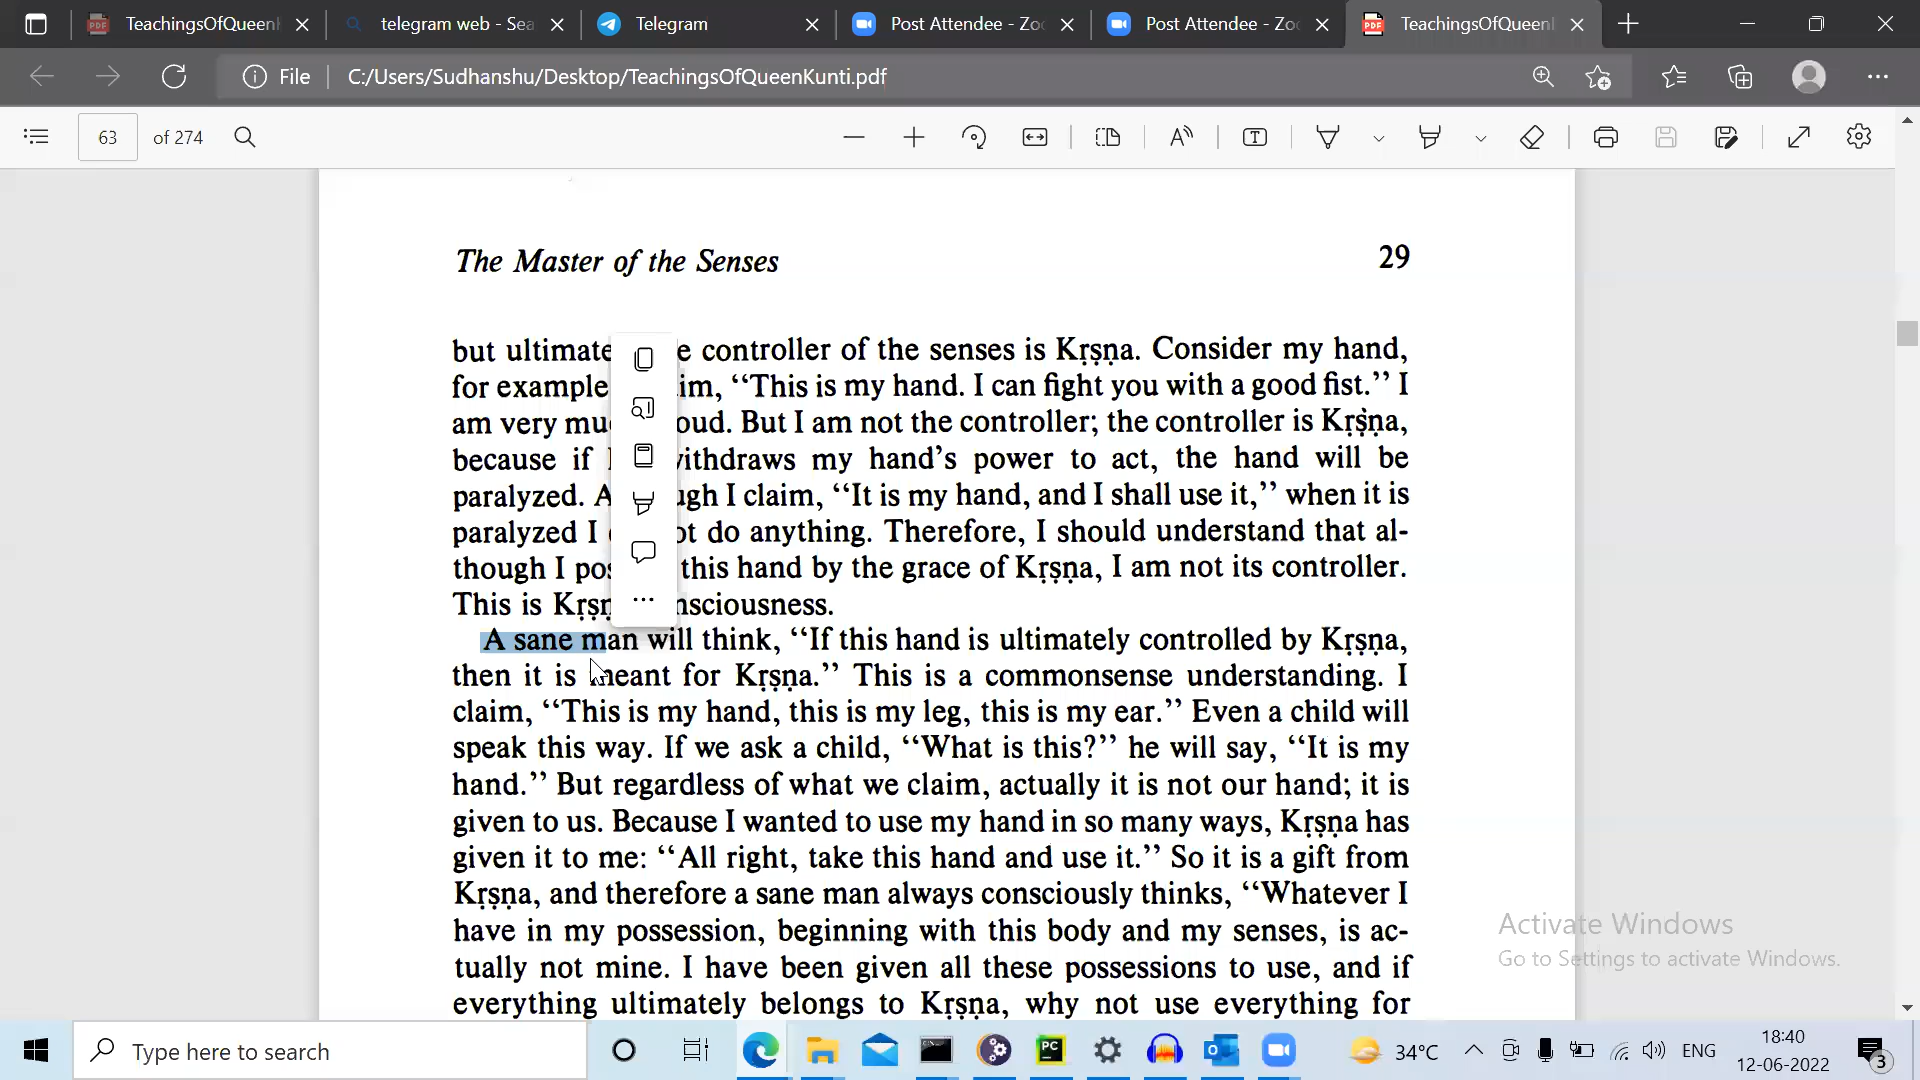 TeachingsOfQueenK
telegram web - Sea
Telegram
Post Attendee - Zoo
Post Attendee - Zoo
TeachingsOfQueenK
File
C:/Users/Sudhanshu/Desktop/TeachingsOfQueenKunti.pdf
63 of 274
The Master of the Senses 29
but ultimate e controller of the senses is Kṛṣṇa. Consider my hand,
for example im, ‘‘This is my hand. I can fight you with a good fist.’’ I
am very mu oud. But I am not the controller; the controller is Kṛṣṇa,
because if ithdraws my hand’s power to act, the hand will be
paralyzed. A ugh I claim, ‘‘It is my hand, and I shall use it,’’ when it is
paralyzed I ot do anything. Therefore, I should understand that al-
though I pos this hand by the grace of Kṛṣṇa, I am not its controller.
This is Kṛṣṇ nsciousness.
A sane man will think, ‘‘If this hand is ultimately controlled by Kṛṣṇa,
then it is meant for Kṛṣṇa.’’ This is a commonsense understanding. I
claim, ‘‘This is my hand, this is my leg, this is my ear.’’ Even a child will
speak this way. If we ask a child, ‘‘What is this?’’ he will say, ‘‘It is my
hand.’’ But regardless of what we claim, actually it is not our hand; it is
given to us. Because I wanted to use my hand in so many ways, Kṛṣṇa has
given it to me: ‘‘All right, take this hand and use it.’’ So it is a gift from
Kṛṣṇa, and therefore a sane man always consciously thinks, ‘‘Whatever I
have in my possession, beginning with this body and my senses, is ac-
tually not mine. I have been given all these possessions to use, and if
everything ultimately belongs to Kṛṣṇa, why not use everything for
Activate Windows
Go to Settings to activate Windows.
Type here to search
34°C
ENG
18:40
12-06-2022
3